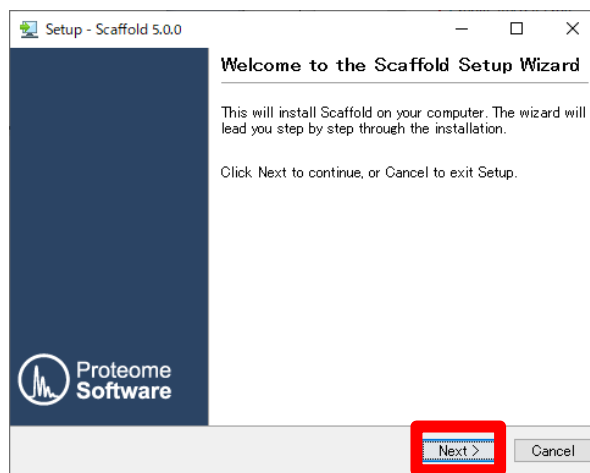 Setup - Scaffold 5.0.0
Welcome to the Scaffold Setup Wizard
This will install Scaffold on your computer. The wizard will
lead you step by step through the installation.
Click Next to continue, or Cancel to exit Setup.
Proteome
Software
Next >
Cancel